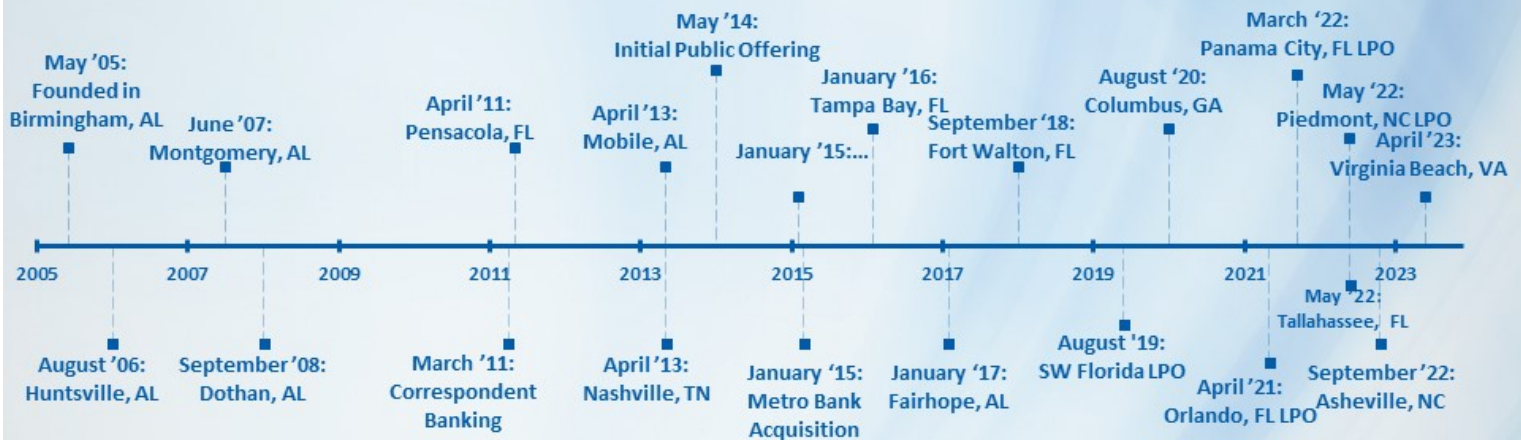 May ’05:
Founded in
Birmingham, AL
June ’07:
Montgomery, AL
April ’11:
Pensacola, FL
April ’13:
Mobile, AL
May ’14:
Initial Public Offering
January ’15:...
January ’16:
Tampa Bay, FL
September ‘18:
Fort Walton, FL
August ‘20:
Columbus, GA
March ‘22:
Panama City, FL LPO
May ‘22:
Piedmont, NC LPO
April ‘23:
Virginia Beach, VA
2005 2007 2009 2011 2013 2015 2017 2019 2021 2023
August ’06:
Huntsville, AL
September ’08:
Dothan, AL
March ’11:
Correspondent
Banking
April ’13:
Nashville, TN
January ‘15:
Metro Bank
Acquisition
January ‘17:
Fairhope, AL
August '19:
SW Florida LPO
April ‘21:
Orlando, FL LPO
May ‘22:
Tallahassee, FL
September ‘22:
Asheville, NC